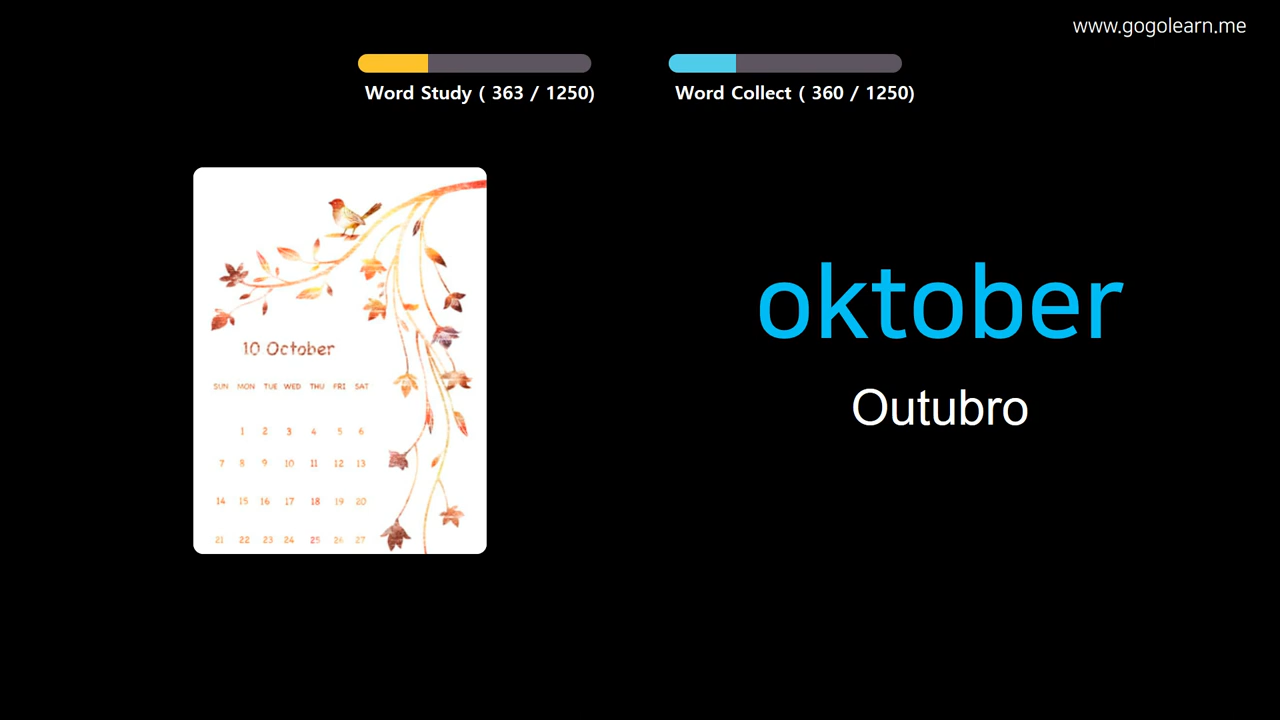 www.gogolearn.me
Word Study ( 363 / 1250)
Word Collect ( 360 / 1250)
10 October
SUN MON TUE WED THU FRI SAT
1 2 3 4 5 6
7 8 9 10 11 12 13
14 15 16 17 18 19 20
21 22 23 24 25 26 27
oktober
Outubro